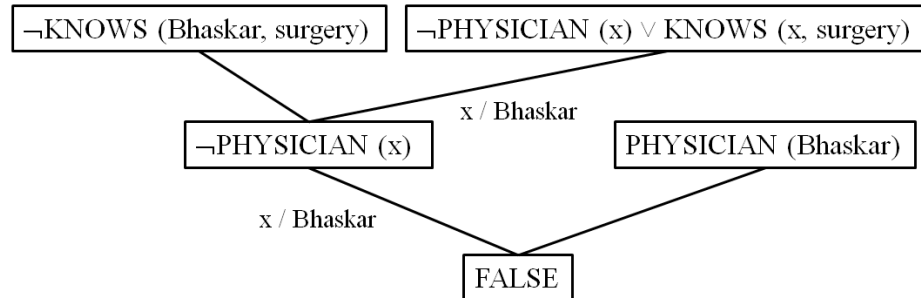 ¬KNOWS (Bhaskar, surgery)
¬PHYSICIAN (x) ∨ KNOWS (x, surgery)
x / Bhaskar
¬PHYSICIAN (x)
PHYSICIAN (Bhaskar)
x / Bhaskar
FALSE